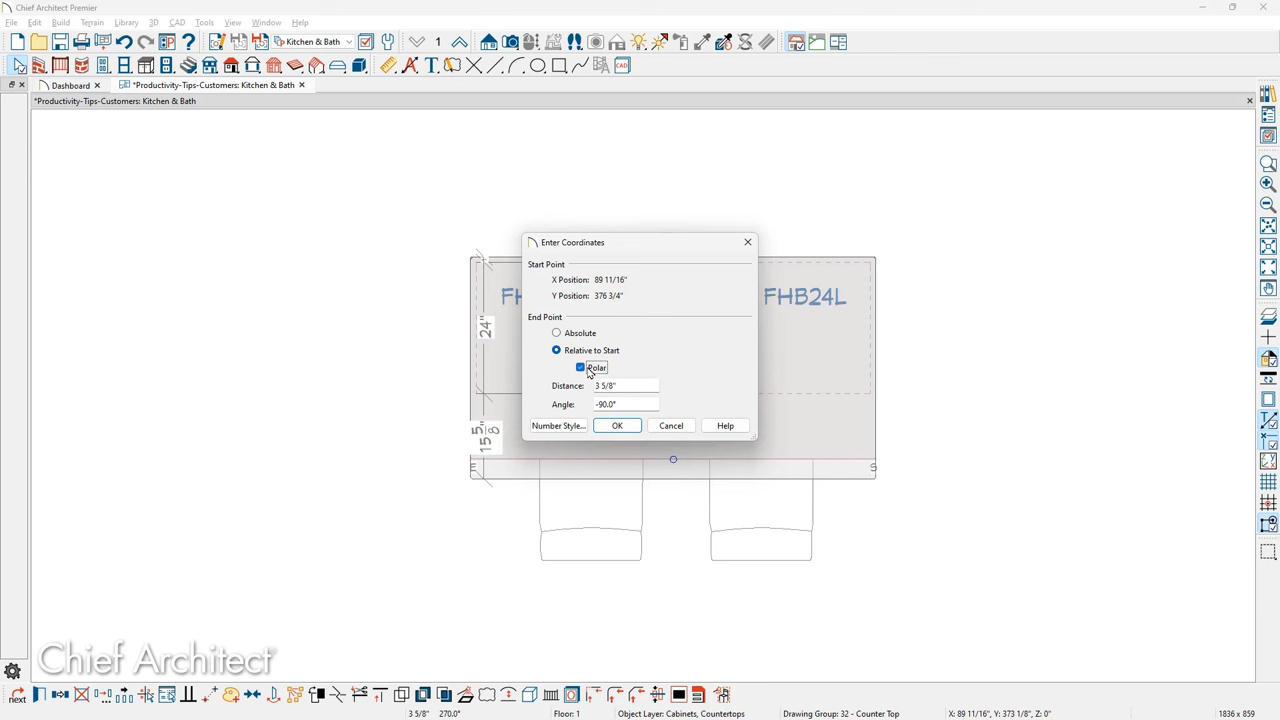 Chief Architect Premier
File Edit Build Terrain Library 3D CAD Tools View Window Help
Kitchen & Bath 1
Dashboard *Productivity-Tips-Customers: Kitchen & Bath
*Productivity-Tips-Customers: Kitchen & Bath
Enter Coordinates
Start Point
X Position: 89 11/16"
Y Position: 376 3/4"
End Point
Absolute
Relative to Start
Polar
Distance: 3 5/8"
Angle: -90.0°
Number Style... OK Cancel Help
FHB24L
24"
15 5/8"
E S
Chief Architect
3 5/8" 270.0° Floor: 1 Object Layer: Cabinets, Countertops Drawing Group: 32 - Counter Top X: 89 11/16", Y: 373 1/8", Z: 0" 1836 x 859